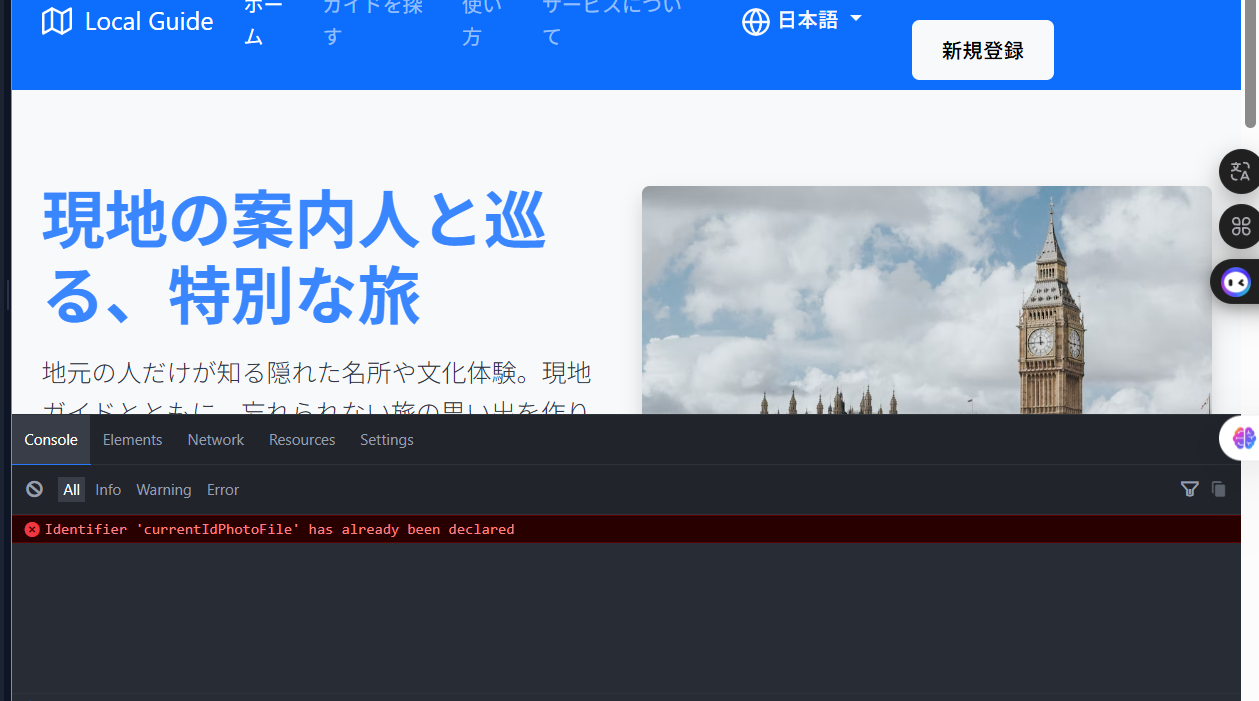 Local Guide
ホー
ム
ガイドを探
す
使い
方
サービスについ
て
日本語
新規登録
現地の案内人と巡
る、特別な旅
地元の人だけが知る隠れた名所や文化体験。現地
ガイドとともに、忘れられない旅の思い出を作り
Console Elements Network Resources Settings
All Info Warning Error
Identifier 'currentIdPhotoFile' has already been declared